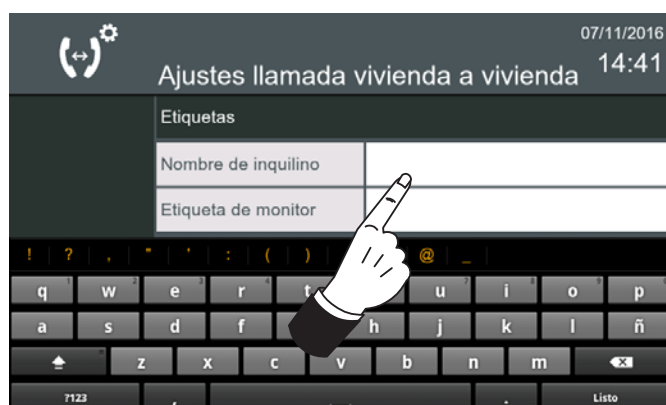 07/11/2016
14:41
Ajustes llamada vivienda a vivienda
Etiquetas
Nombre de inquilino
Etiqueta de monitor
! ? , " ' : ( ) @ _
q w e r t u i o p
a s d f h j k l ñ
z x c v b n m
?123 , . Listo